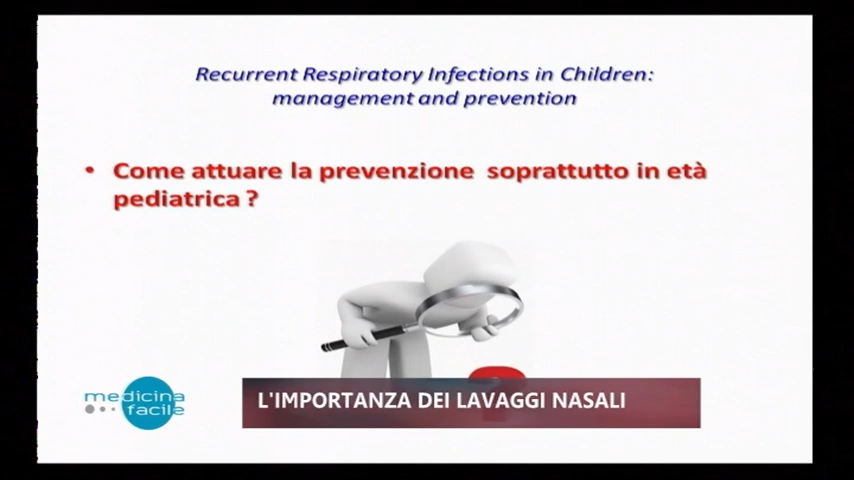 Recurrent Respiratory Infections in Children:
management and prevention
• Come attuare la prevenzione soprattutto in età
pediatrica ?
medicina
facile
L'IMPORTANZA DEI LAVAGGI NASALI